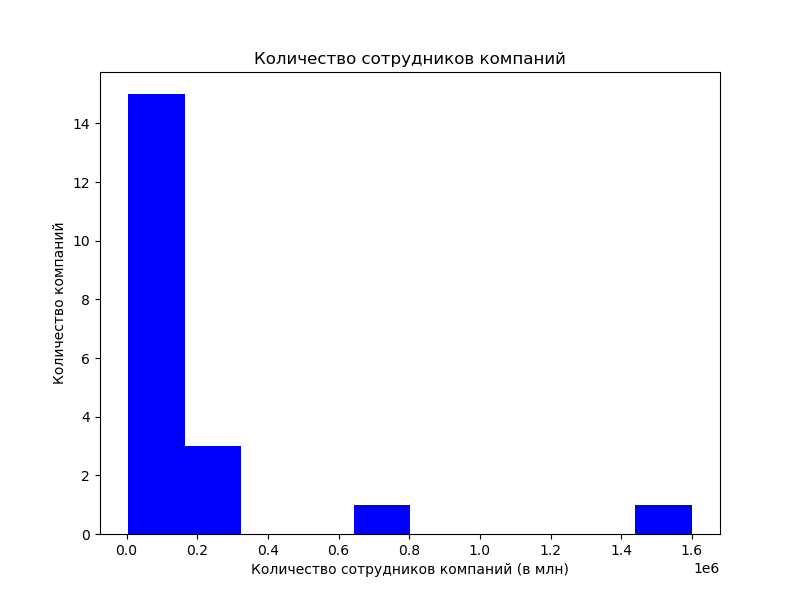 Количество сотрудников компаний
14
12
10
8
6
4
2
0
Количество компаний
0.0 0.2 0.4 0.6 0.8 1.0 1.2 1.4 1.6
Количество сотрудников компаний (в млн)
1e6